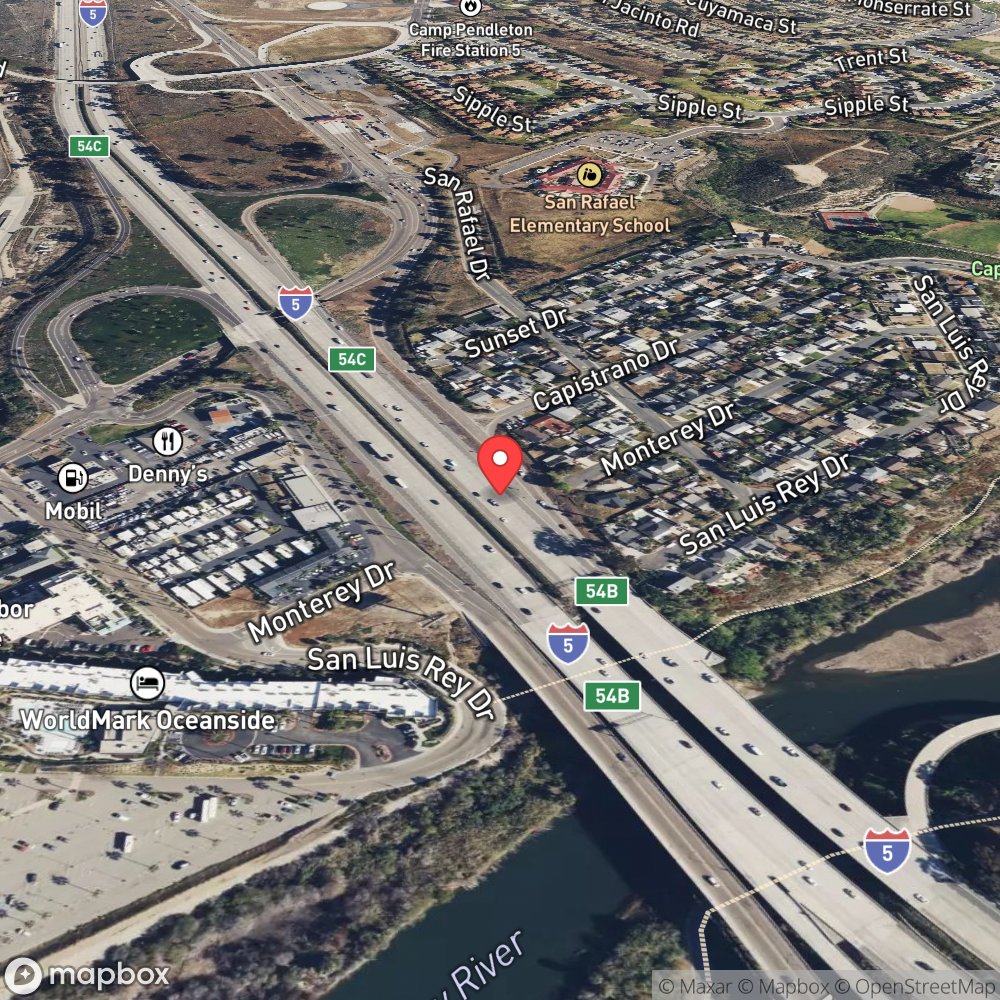 5
Camp Pendleton
Fire Station 5
Jacinto Rd
Cuyamaca St
Monserrate St
Trent St
Sipple St
Sipple St
Sipple St
54C
San Rafael Dr
San Rafael
Elementary School
5
Sunset Dr
54C
Capistrano Dr
San Luis Rey Dr
Monterey Dr
Denny's
Mobil
San Luis Rey Dr
54B
Monterey Dr
5
San Luis Rey Dr
54B
WorldMark Oceanside
5
River
mapbox
© Maxar © Mapbox © OpenStreetMap